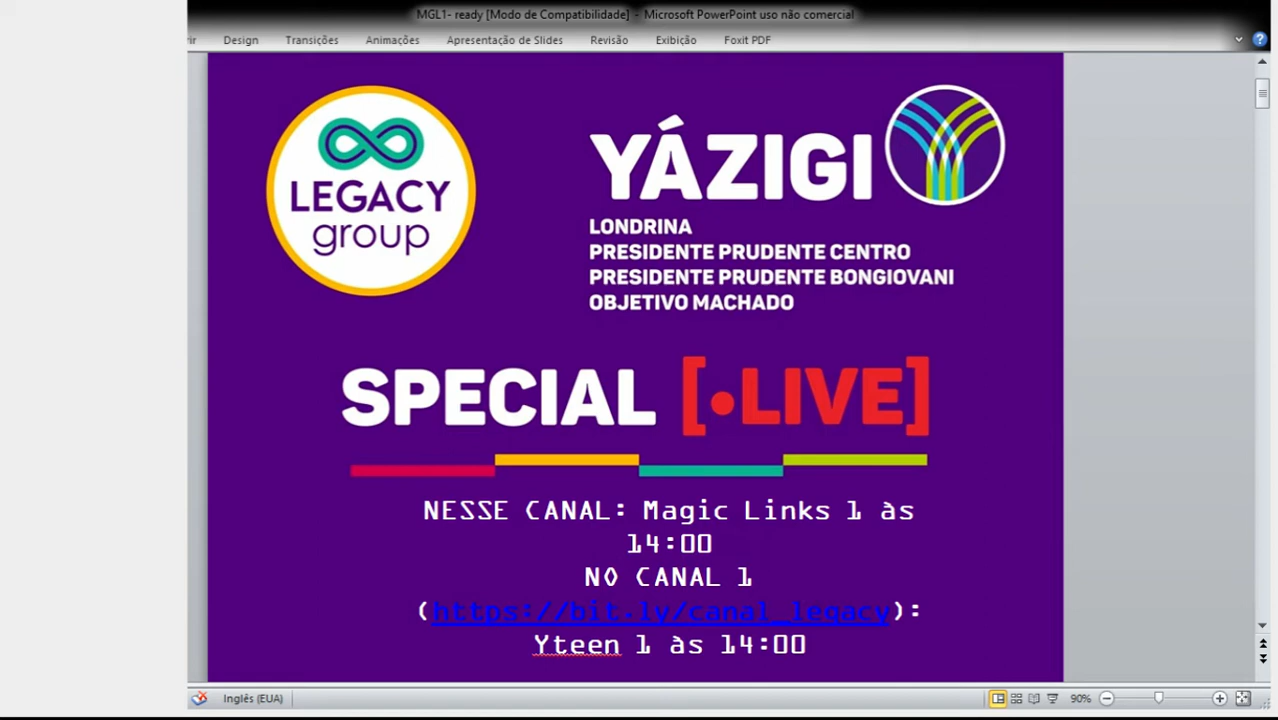 MGL1- ready [Modo de Compatibilidade] - Microsoft PowerPoint uso não comercial
Design Transições Animações Apresentação de Slides Revisão Exibição Foxit PDF
LEGACY
group
YÁZIGI
LONDRINA
PRESIDENTE PRUDENTE CENTRO
PRESIDENTE PRUDENTE BONGIOVANI
OBJETIVO MACHADO
SPECIAL [•LIVE]
NESSE CANAL: Magic Links 1 às
14:00
NO CANAL 1
(https://bit.ly/canal_legacy):
Yteen 1 às 14:00
Inglês (EUA)
90%